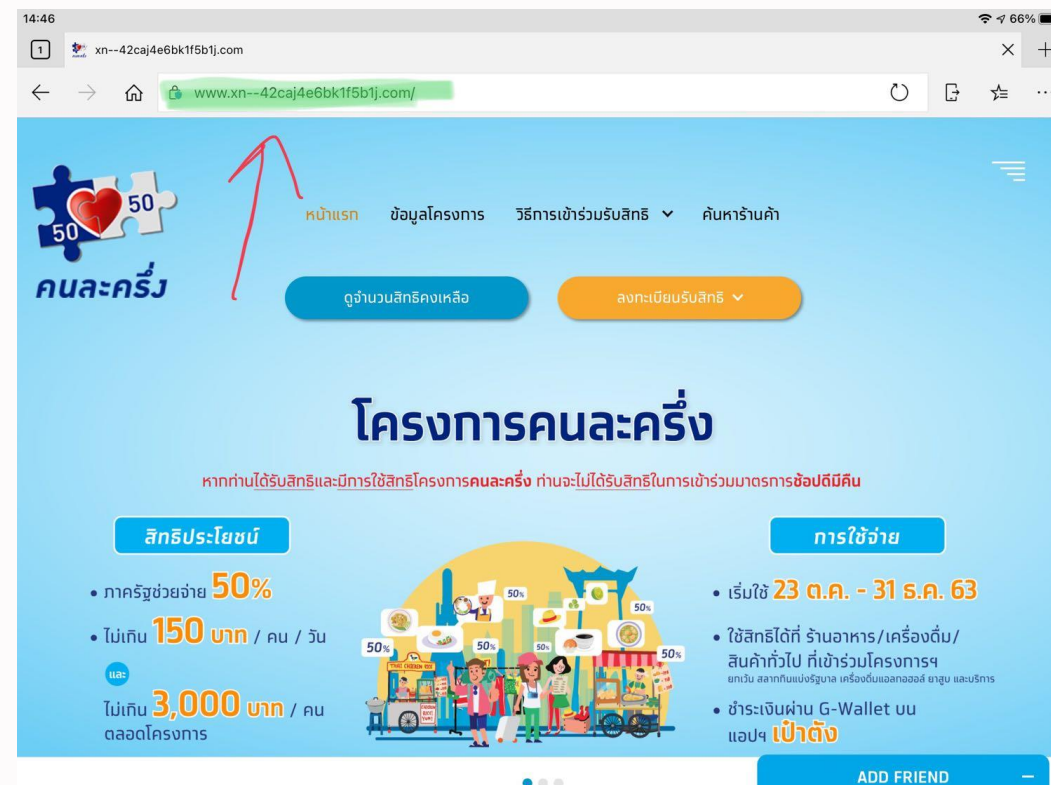 14:46
66%
1
xn--42caj4e6bk1f5b1j.com
www.xn--42caj4e6bk1f5b1j.com/
50
50
คนละครึ่ง
หน้าแรก ข้อมูลโครงการ วิธีการเข้าร่วมรับสิทธิ ค้นหาร้านค้า
ดูจำนวนสิทธิคงเหลือ
ลงทะเบียนรับสิทธิ
โครงการคนละครึ่ง
หากท่านได้รับสิทธิและมีการใช้สิทธิโครงการคนละครึ่ง ท่านจะไม่ได้รับสิทธิในการเข้าร่วมมาตรการช้อปดีมีคืน
สิทธิประโยชน์
• ภาครัฐช่วยจ่าย 50%
• ไม่เกิน 150 บาท / คน / วัน
และ
ไม่เกิน 3,000 บาท / คน
ตลอดโครงการ
50%
50%
50%
50%
50%
50%
การใช้จ่าย
• เริ่มใช้ 23 ต.ค. - 31 ธ.ค. 63
• ใช้สิทธิได้ที่ ร้านอาหาร/เครื่องดื่ม/
สินค้าทั่วไป ที่เข้าร่วมโครงการฯ
ยกเว้น สลากกินแบ่งรัฐบาล เครื่องดื่มแอลกอฮอล์ ยาสูบ และบริการ
• ชำระเงินผ่าน G-Wallet บน
แอปฯ เป๋าตัง
ADD FRIEND